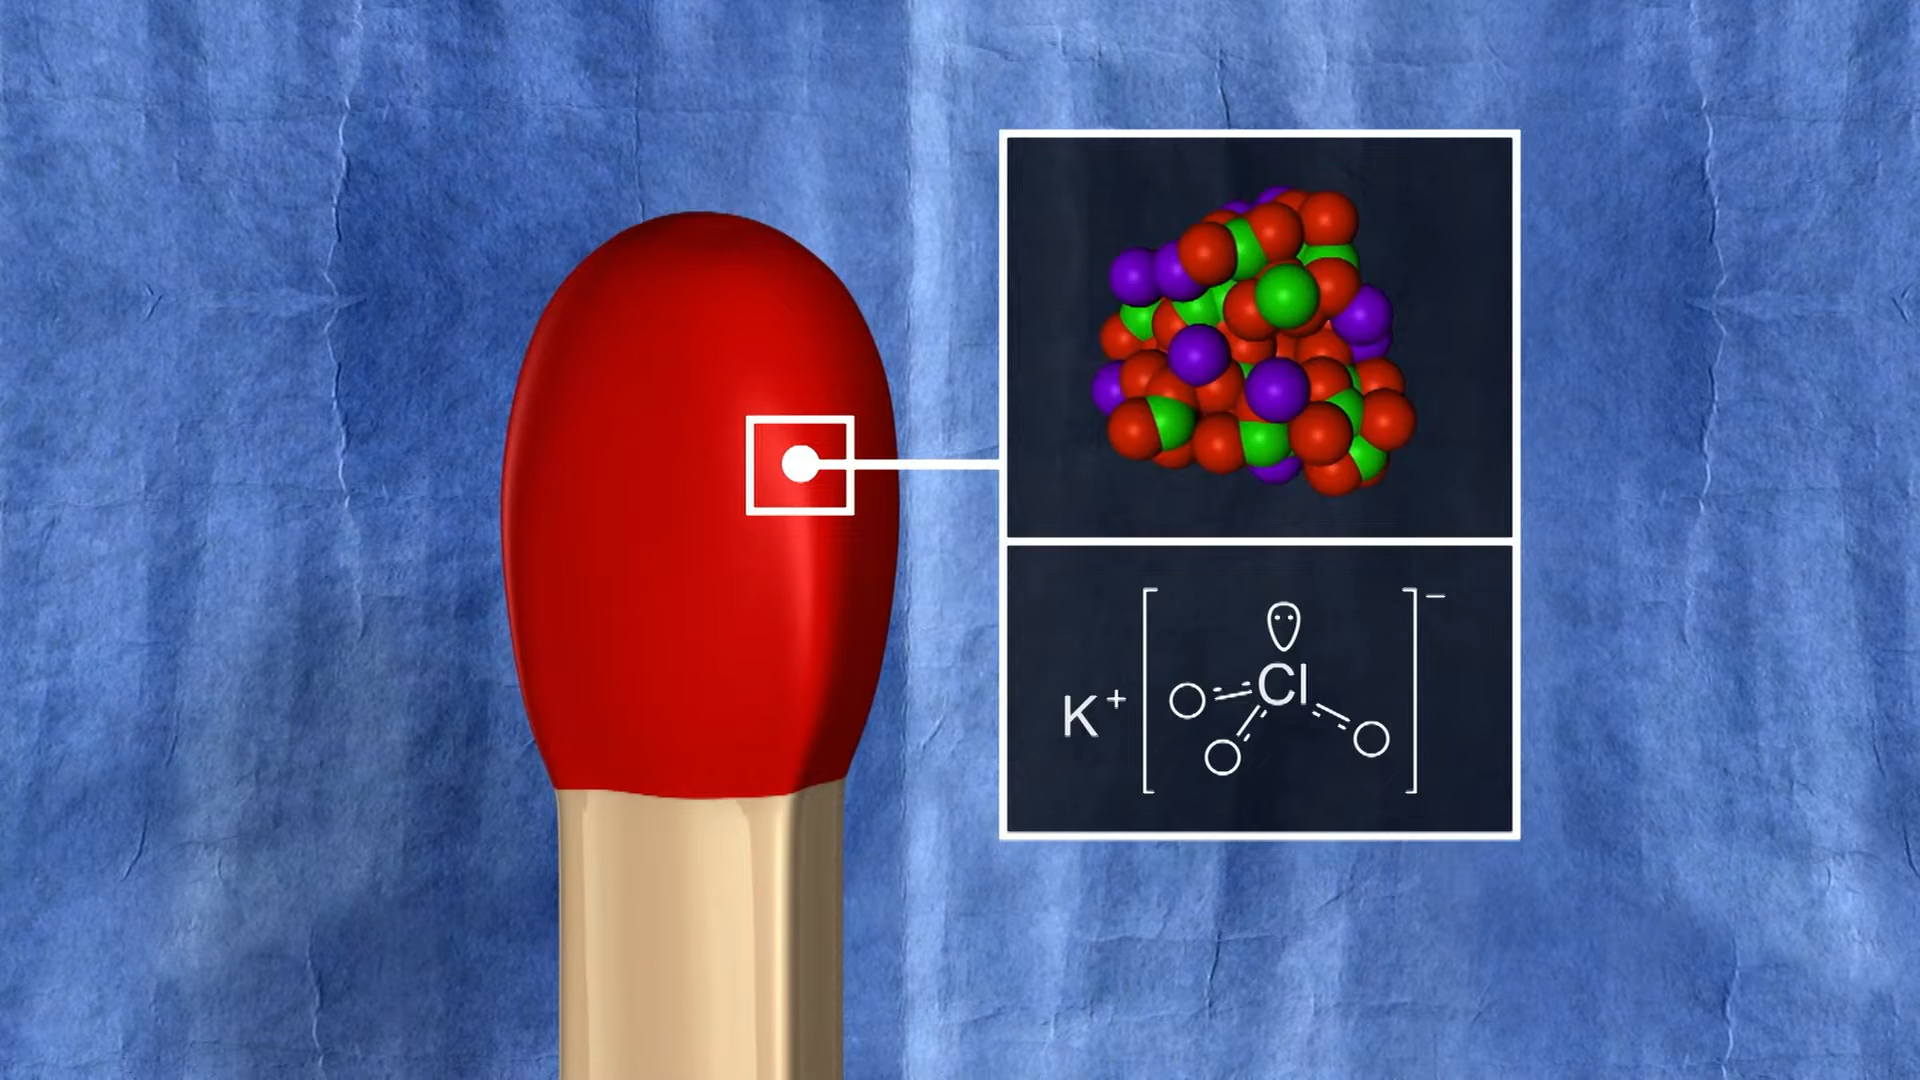 K+ [ Cl O O O ] −